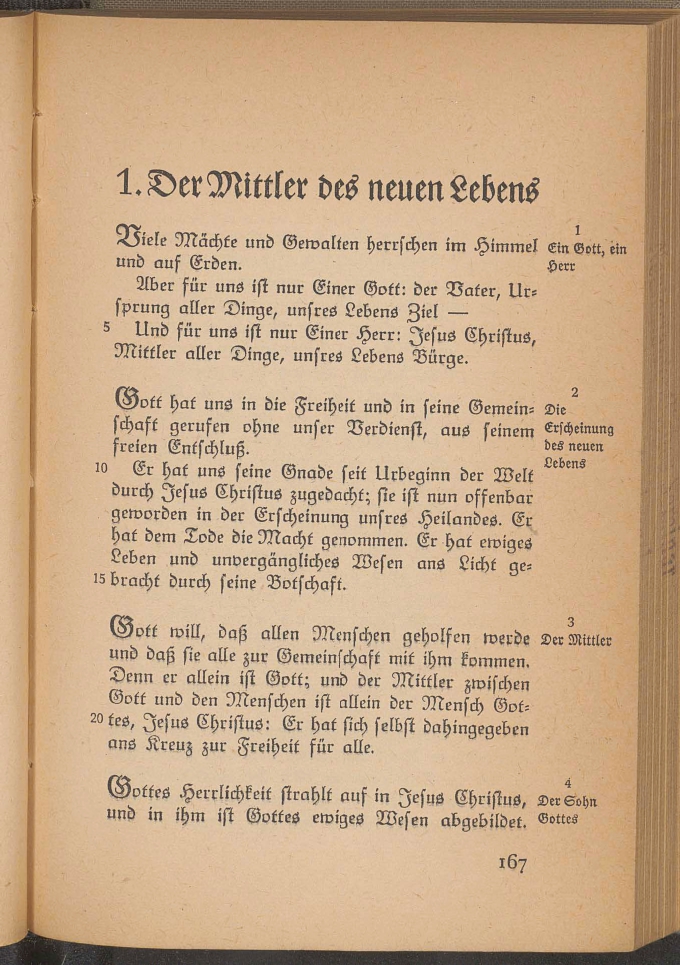 1. Der Mittler des neuen Lebens
1
Viele Mächte und Gewalten herrschen im Himmel
und auf Erden.
Ein Gott, ein
Herr
Aber für uns ist nur Einer Gott: der Vater, Ur-
sprung aller Dinge, unsres Lebens Ziel —
5 Und für uns ist nur Einer Herr: Jesus Christus,
Mittler aller Dinge, unsres Lebens Bürge.
2
Gott hat uns in die Freiheit und in seine Gemein-
schaft gerufen ohne unser Verdienst, aus seinem
freien Entschluß.
Die
Erscheinung
des neuen
Lebens
10 Er hat uns seine Gnade seit Urbeginn der Welt
durch Jesus Christus zugedacht; sie ist nun offenbar
geworden in der Erscheinung unsres Heilandes. Er
hat dem Tode die Macht genommen. Er hat ewiges
Leben und unvergängliches Wesen ans Licht ge-
15 bracht durch seine Botschaft.
3
Gott will, daß allen Menschen geholfen werde
und daß sie alle zur Gemeinschaft mit ihm kommen.
Der Mittler
Denn er allein ist Gott; und der Mittler zwischen
Gott und den Menschen ist allein der Mensch Got-
20 tes, Jesus Christus: Er hat sich selbst dahingegeben
ans Kreuz zur Freiheit für alle.
4
Gottes Herrlichkeit strahlt auf in Jesus Christus,
und in ihm ist Gottes ewiges Wesen abgebildet.
Der Sohn
Gottes
167